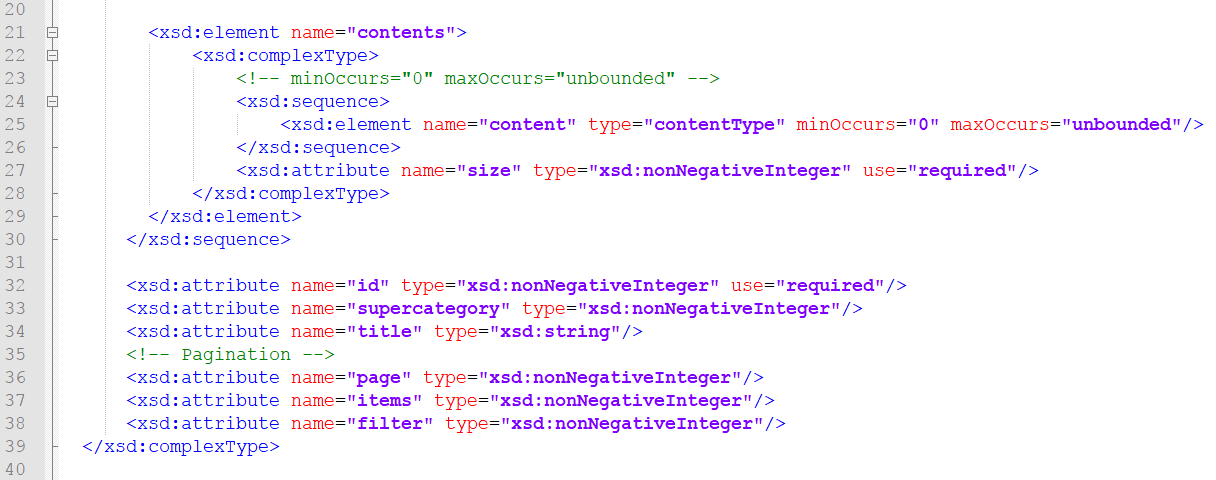 20
21 <xsd:element name="contents">
22 <xsd:complexType>
23 <!-- minOccurs="0" maxOccurs="unbounded" -->
24 <xsd:sequence>
25 <xsd:element name="content" type="contentType" minOccurs="0" maxOccurs="unbounded"/>
26 </xsd:sequence>
27 <xsd:attribute name="size" type="xsd:nonNegativeInteger" use="required"/>
28 </xsd:complexType>
29 </xsd:element>
30 </xsd:sequence>
31
32 <xsd:attribute name="id" type="xsd:nonNegativeInteger" use="required"/>
33 <xsd:attribute name="supercategory" type="xsd:nonNegativeInteger"/>
34 <xsd:attribute name="title" type="xsd:string"/>
35 <!-- Pagination -->
36 <xsd:attribute name="page" type="xsd:nonNegativeInteger"/>
37 <xsd:attribute name="items" type="xsd:nonNegativeInteger"/>
38 <xsd:attribute name="filter" type="xsd:nonNegativeInteger"/>
39 </xsd:complexType>
40